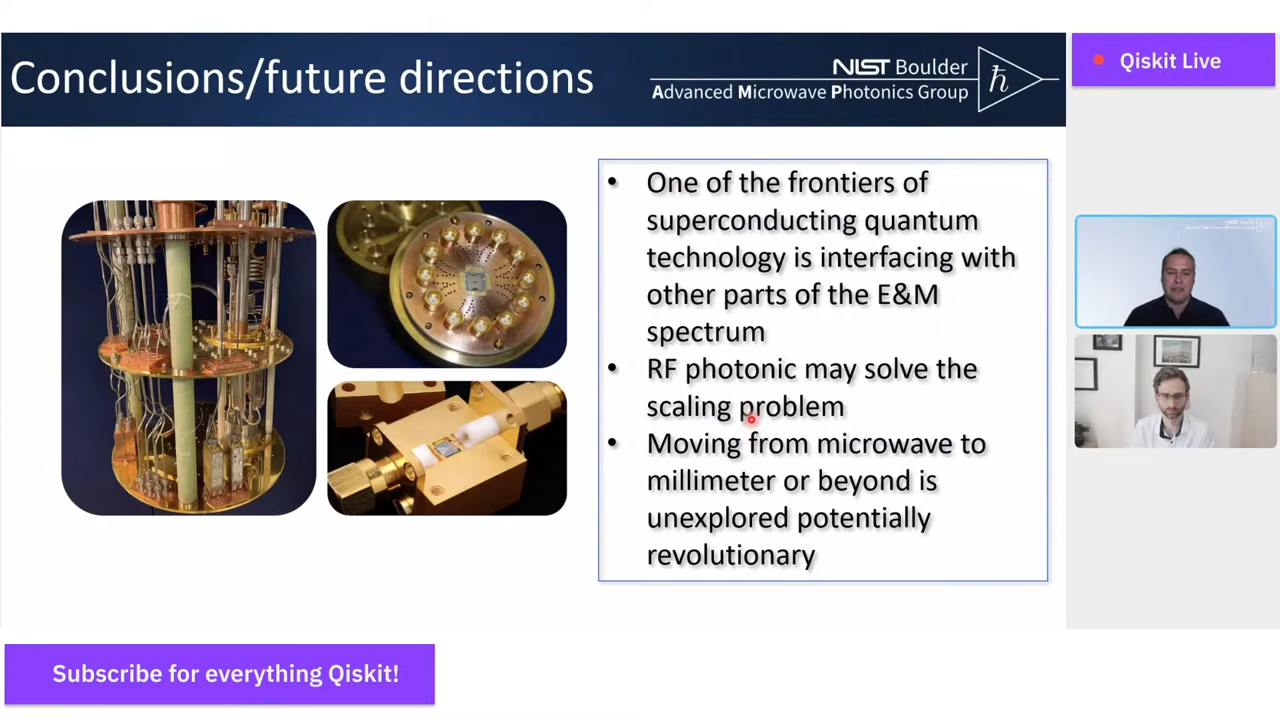 Conclusions/future directions
NIST Boulder
Advanced Microwave Photonics Group
ħ
Qiskit Live
• One of the frontiers of
superconducting quantum
technology is interfacing with
other parts of the E&M
spectrum
• RF photonic may solve the
scaling problem
• Moving from microwave to
millimeter or beyond is
unexplored potentially
revolutionary
Subscribe for everything Qiskit!